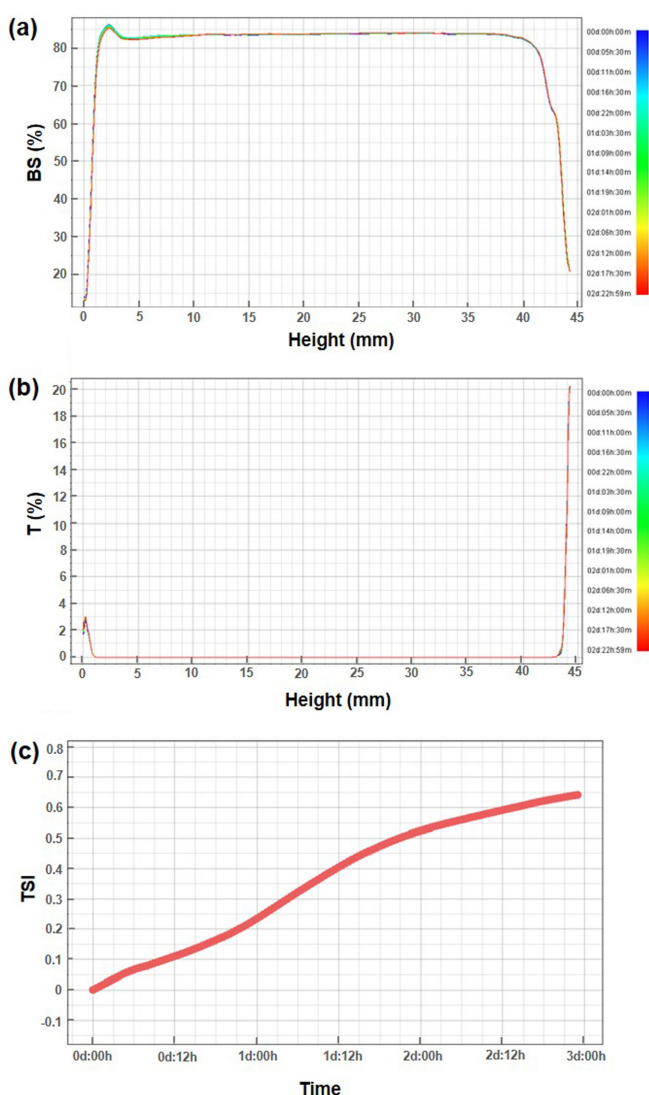 (a)
BS (%)
80
70
60
50
40
30
20
0 5 10 15 20 25 30 35 40 45
Height (mm)
00d:00h:00m
00d:05h:30m
00d:11h:00m
00d:16h:30m
00d:22h:00m
01d:03h:30m
01d:09h:00m
01d:14h:00m
01d:19h:30m
02d:01h:00m
02d:06h:30m
02d:12h:00m
02d:17h:30m
02d:22h:59m
(b)
T (%)
20
18
16
14
12
10
8
6
4
2
0
0 5 10 15 20 25 30 35 40 45
Height (mm)
00d:00h:00m
00d:05h:30m
00d:11h:00m
00d:16h:30m
00d:22h:00m
01d:03h:30m
01d:09h:00m
01d:14h:00m
01d:19h:30m
02d:01h:00m
02d:06h:30m
02d:12h:00m
02d:17h:30m
02d:22h:59m
(c)
TSI
0.8
0.7
0.6
0.5
0.4
0.3
0.2
0.1
0
-0.1
0d:00h 0d:12h 1d:00h 1d:12h 2d:00h 2d:12h 3d:00h
Time